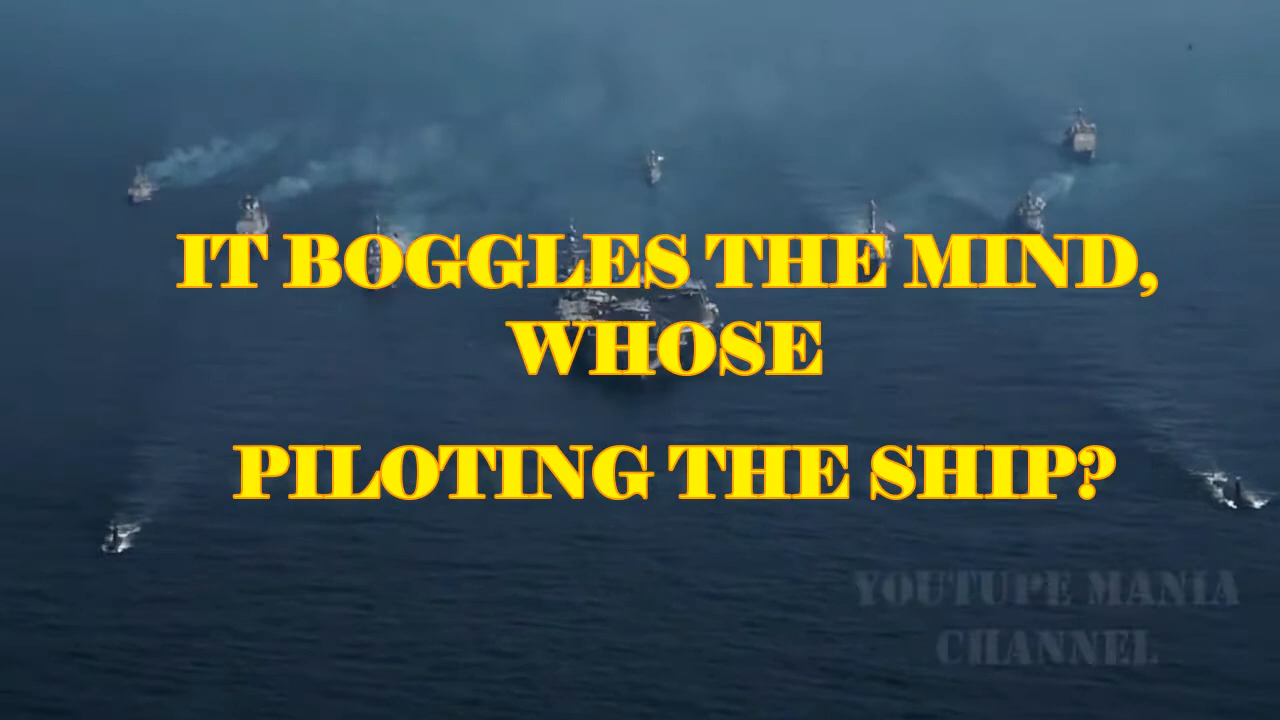 IT BOGGLES THE MIND,
WHOSE
PILOTING THE SHIP?
YOUTUPE MANIA
CHANNEL